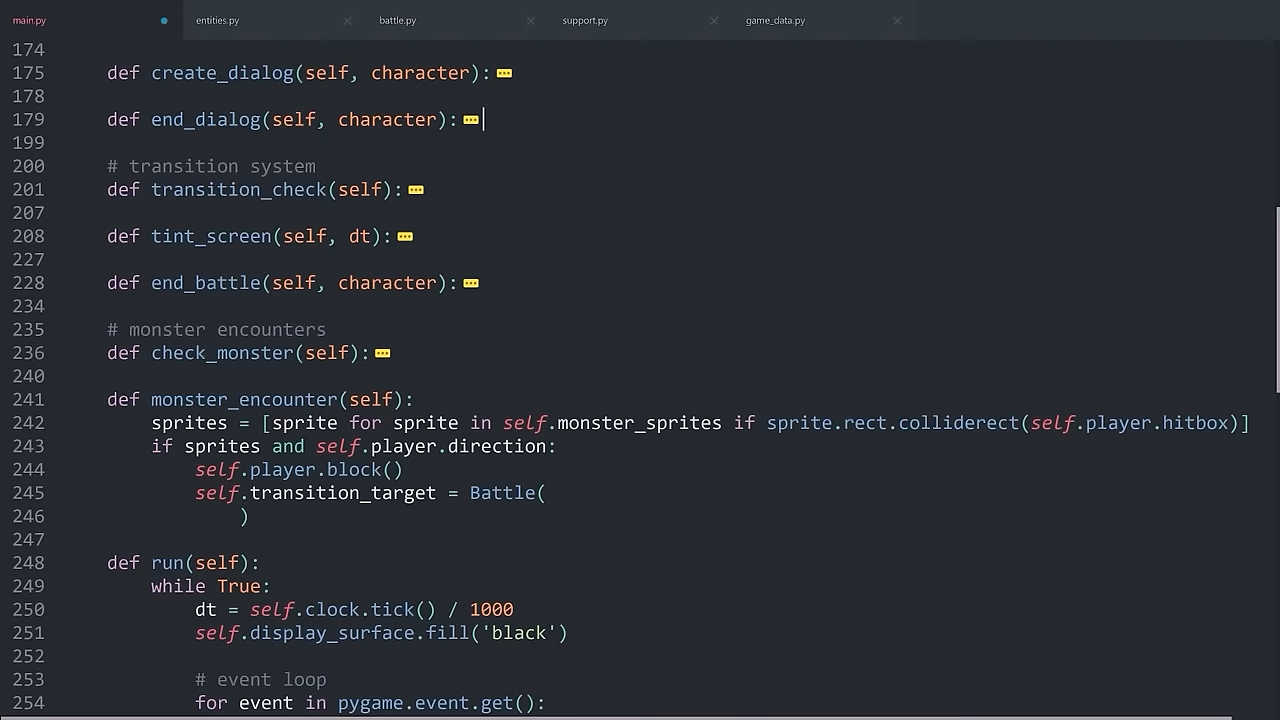 main.py entities.py battle.py support.py game_data.py
174
175 def create_dialog(self, character):
178
179 def end_dialog(self, character):
199
200 # transition system
201 def transition_check(self):
207
208 def tint_screen(self, dt):
227
228 def end_battle(self, character):
234
235 # monster encounters
236 def check_monster(self):
240
241 def monster_encounter(self):
242 sprites = [sprite for sprite in self.monster_sprites if sprite.rect.colliderect(self.player.hitbox)]
243 if sprites and self.player.direction:
244 self.player.block()
245 self.transition_target = Battle(
246 )
247
248 def run(self):
249 while True:
250 dt = self.clock.tick() / 1000
251 self.display_surface.fill('black')
252
253 # event loop
254 for event in pygame.event.get():